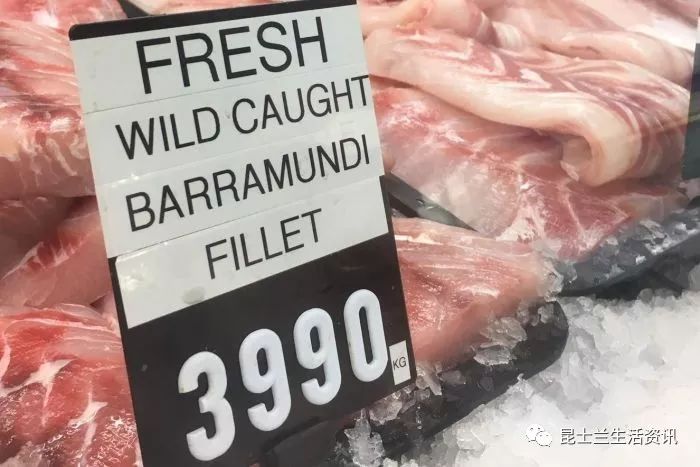 FRESH
WILD CAUGHT
BARRAMUNDI
FILLET
3990 KG
昆士兰生活资讯